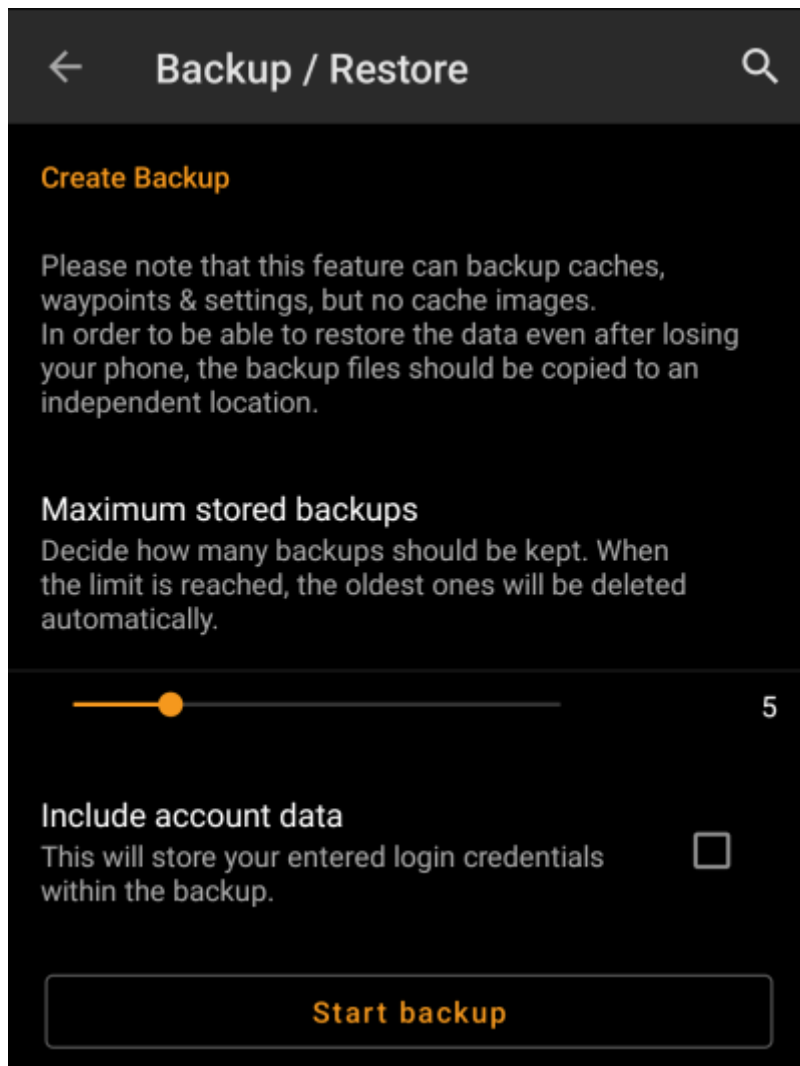 Backup / Restore
Create Backup
Please note that this feature can backup caches,
waypoints & settings, but no cache images.
In order to be able to restore the data even after losing
your phone, the backup files should be copied to an
independent location.
Maximum stored backups
Decide how many backups should be kept. When
the limit is reached, the oldest ones will be deleted
automatically.
5
Include account data
This will store your entered login credentials
within the backup.
Start backup